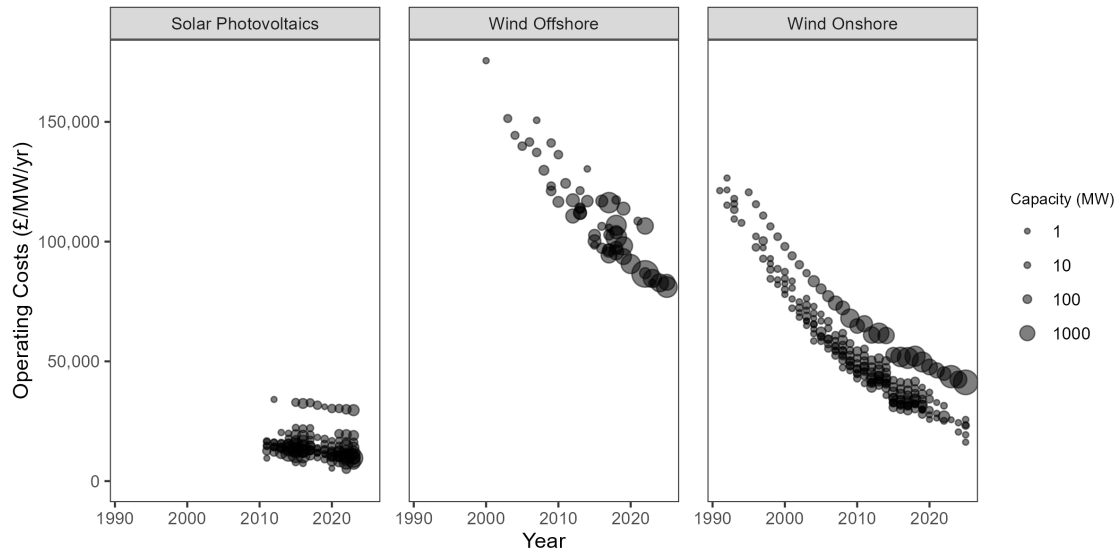 Solar Photovoltaics
Wind Offshore
Wind Onshore
Operating Costs (£/MW/yr)
150,000
100,000
50,000
0
1990 2000 2010 2020
1990 2000 2010 2020
1990 2000 2010 2020
Year
Capacity (MW)
1
10
100
1000